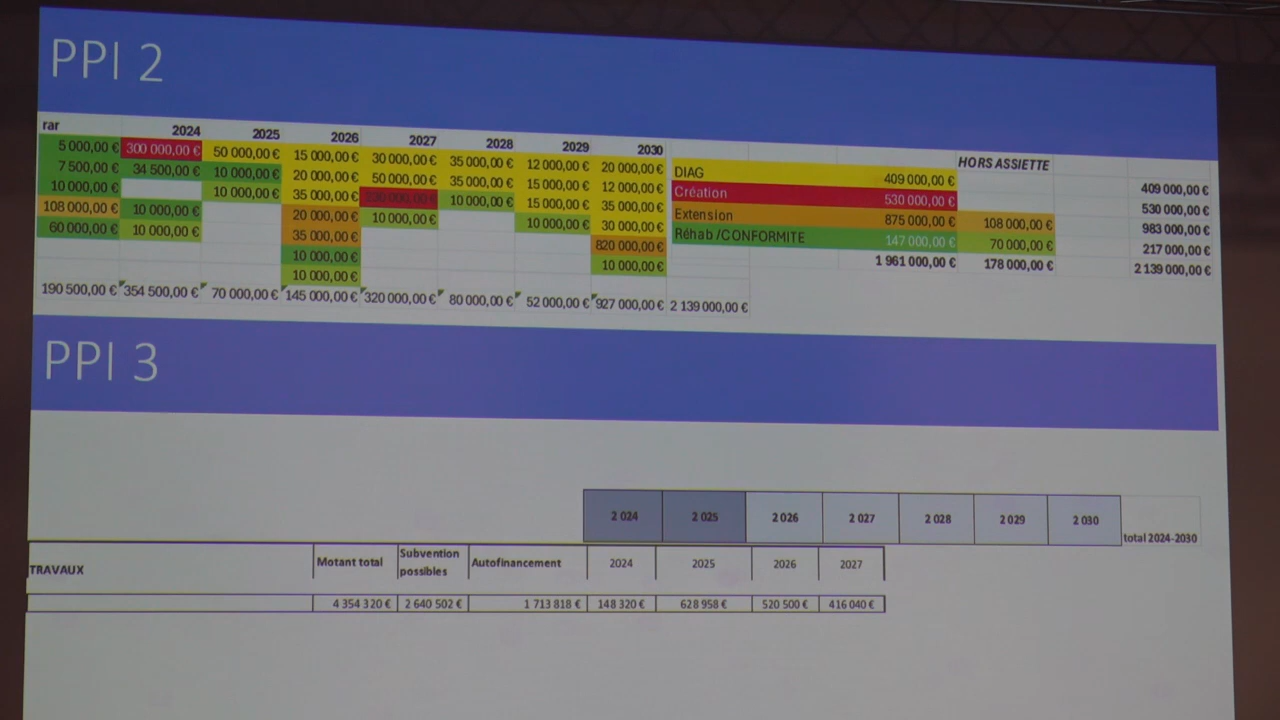 PPI 2
rar 2024 2025 2026 2027 2028 2029 2030 HORS ASSIETTE
5 000,00 € 300 000,00 € 50 000,00 € 15 000,00 € 30 000,00 € 35 000,00 € 12 000,00 € 20 000,00 € DIAG 409 000,00 € 409 000,00 €
7 500,00 € 34 500,00 € 10 000,00 € 20 000,00 € 50 000,00 € 35 000,00 € 15 000,00 € 12 000,00 € Création 530 000,00 € 530 000,00 €
10 000,00 € 10 000,00 € 35 000,00 € 10 000,00 € 15 000,00 € 35 000,00 € Extension 875 000,00 € 108 000,00 € 983 000,00 €
108 000,00 € 10 000,00 € 20 000,00 € 10 000,00 € 10 000,00 € 30 000,00 € Réhab /CONFORMITE 147 000,00 € 70 000,00 € 217 000,00 €
60 000,00 € 10 000,00 € 35 000,00 € 820 000,00 € 1 961 000,00 € 178 000,00 € 2 139 000,00 €
10 000,00 € 10 000,00 €
10 000,00 €
190 500,00 € 354 500,00 € 70 000,00 € 145 000,00 € 320 000,00 € 80 000,00 € 52 000,00 € 927 000,00 € 2 139 000,00 €
PPI 3
2 024 2 025 2 026 2 027 2 028 2 029 2 030 total 2024-2030
TRAVAUX Motant total Subvention possibles Autofinancement 2024 2025 2026 2027
4 354 320 € 2 640 502 € 1 713 818 € 148 320 € 628 958 € 520 500 € 416 040 €